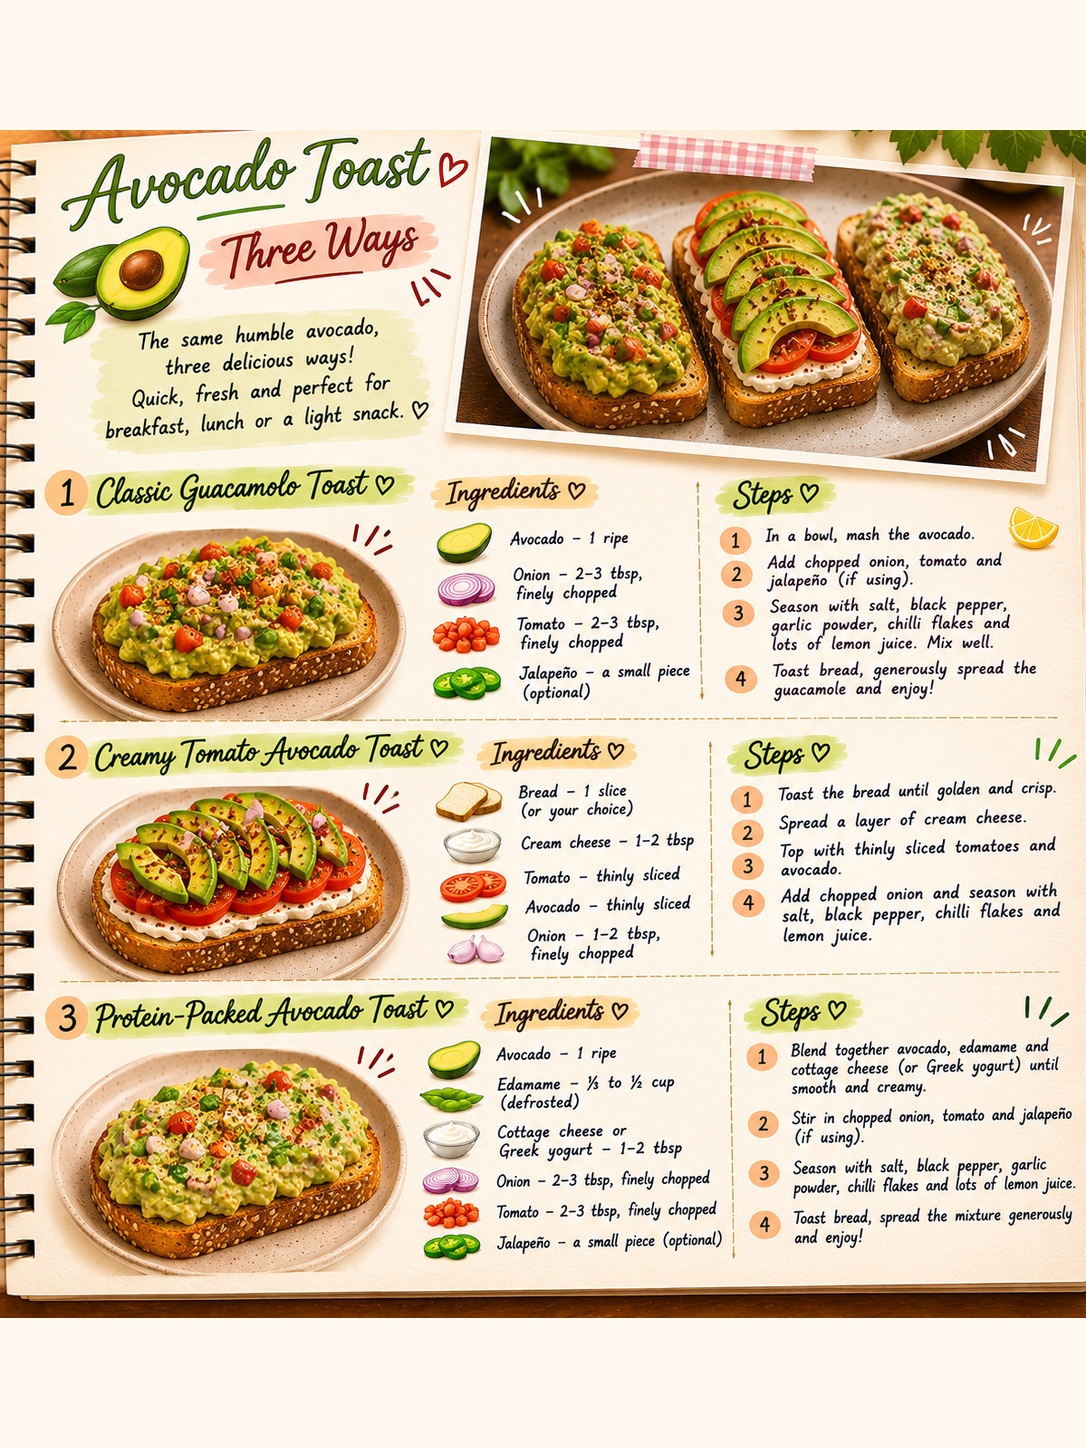 Avocado Toast ♡
Three Ways
The same humble avocado,
three delicious ways!
Quick, fresh and perfect for
breakfast, lunch or a light snack. ♡
1 Classic Guacamolo Toast ♡
Ingredients ♡
Avocado – 1 ripe
Onion – 2–3 tbsp,
finely chopped
Tomato – 2–3 tbsp,
finely chopped
Jalapeño – a small piece
(optional)
Steps ♡
1 In a bowl, mash the avocado.
2 Add chopped onion, tomato and
jalapeño (if using).
3 Season with salt, black pepper,
garlic powder, chilli flakes and
lots of lemon juice. Mix well.
4 Toast bread, generously spread the
guacamole and enjoy!
2 Creamy Tomato Avocado Toast ♡
Ingredients ♡
Bread – 1 slice
(or your choice)
Cream cheese – 1–2 tbsp
Tomato – thinly sliced
Avocado – thinly sliced
Onion – 1–2 tbsp,
finely chopped
Steps ♡
1 Toast the bread until golden and crisp.
2 Spread a layer of cream cheese.
3 Top with thinly sliced tomatoes and
avocado.
4 Add chopped onion and season with
salt, black pepper, chilli flakes and
lemon juice.
3 Protein-Packed Avocado Toast ♡
Ingredients ♡
Avocado – 1 ripe
Edamame – ⅓ to ½ cup
(defrosted)
Cottage cheese or
Greek yogurt – 1–2 tbsp
Onion – 2–3 tbsp, finely chopped
Tomato – 2–3 tbsp, finely chopped
Jalapeño – a small piece (optional)
Steps ♡
1 Blend together avocado, edamame and
cottage cheese (or Greek yogurt) until
smooth and creamy.
2 Stir in chopped onion, tomato and jalapeño
(if using).
3 Season with salt, black pepper, garlic
powder, chilli flakes and lots of lemon juice.
4 Toast bread, spread the mixture generously
and enjoy!